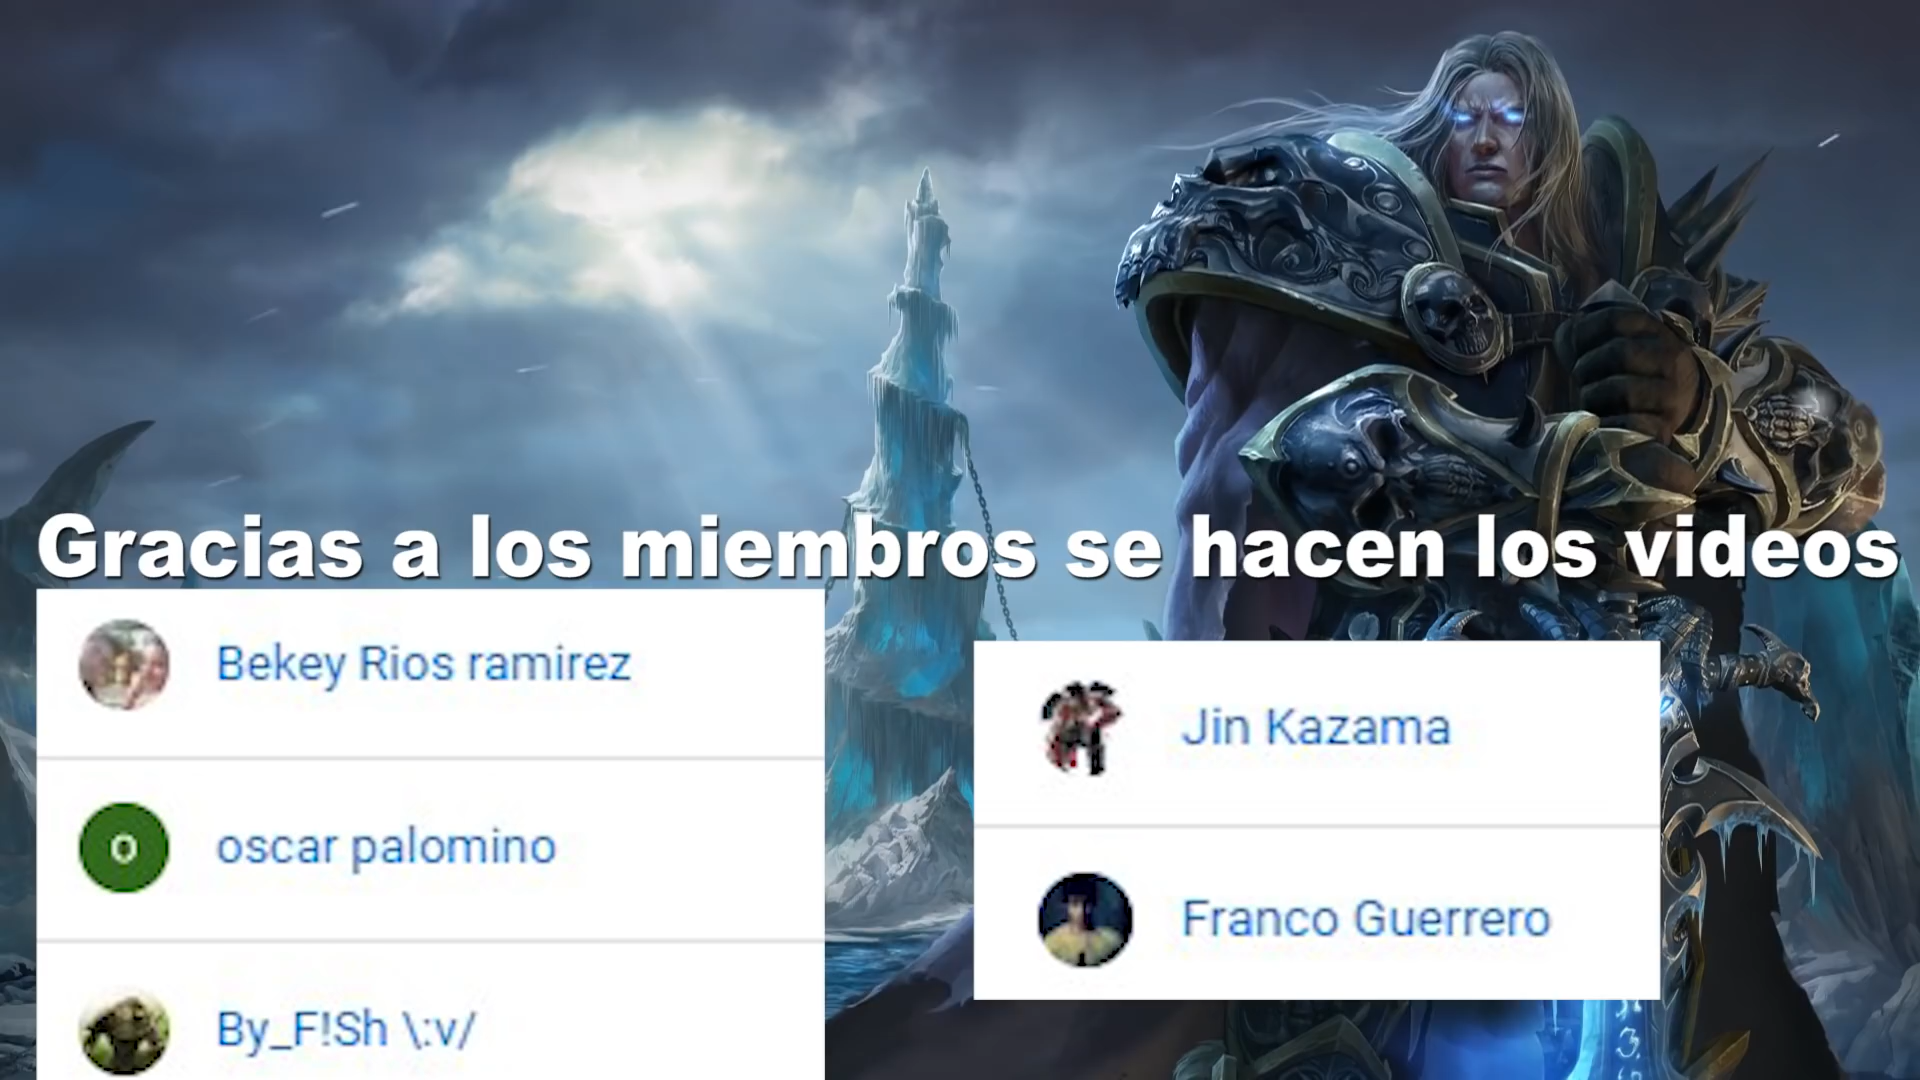 Gracias a los miembros se hacen los videos
Bekey Rios ramirez
o
oscar palomino
By_F!Sh \:v/
Jin Kazama
Franco Guerrero